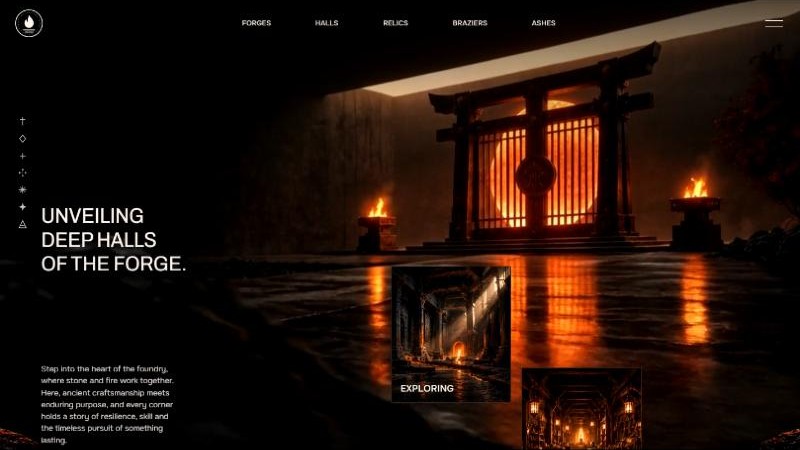 FORGES
HALLS
RELICS
BRAZIERS
ASHES
UNVEILING
DEEP HALLS
OF THE FORGE.
EXPLORING
Step into the heart of the foundry,
where stone and fire work together.
Here, ancient craftsmanship meets
enduring purpose, and every corner
holds a story of resilience, skill and
the timeless pursuit of something
lasting.